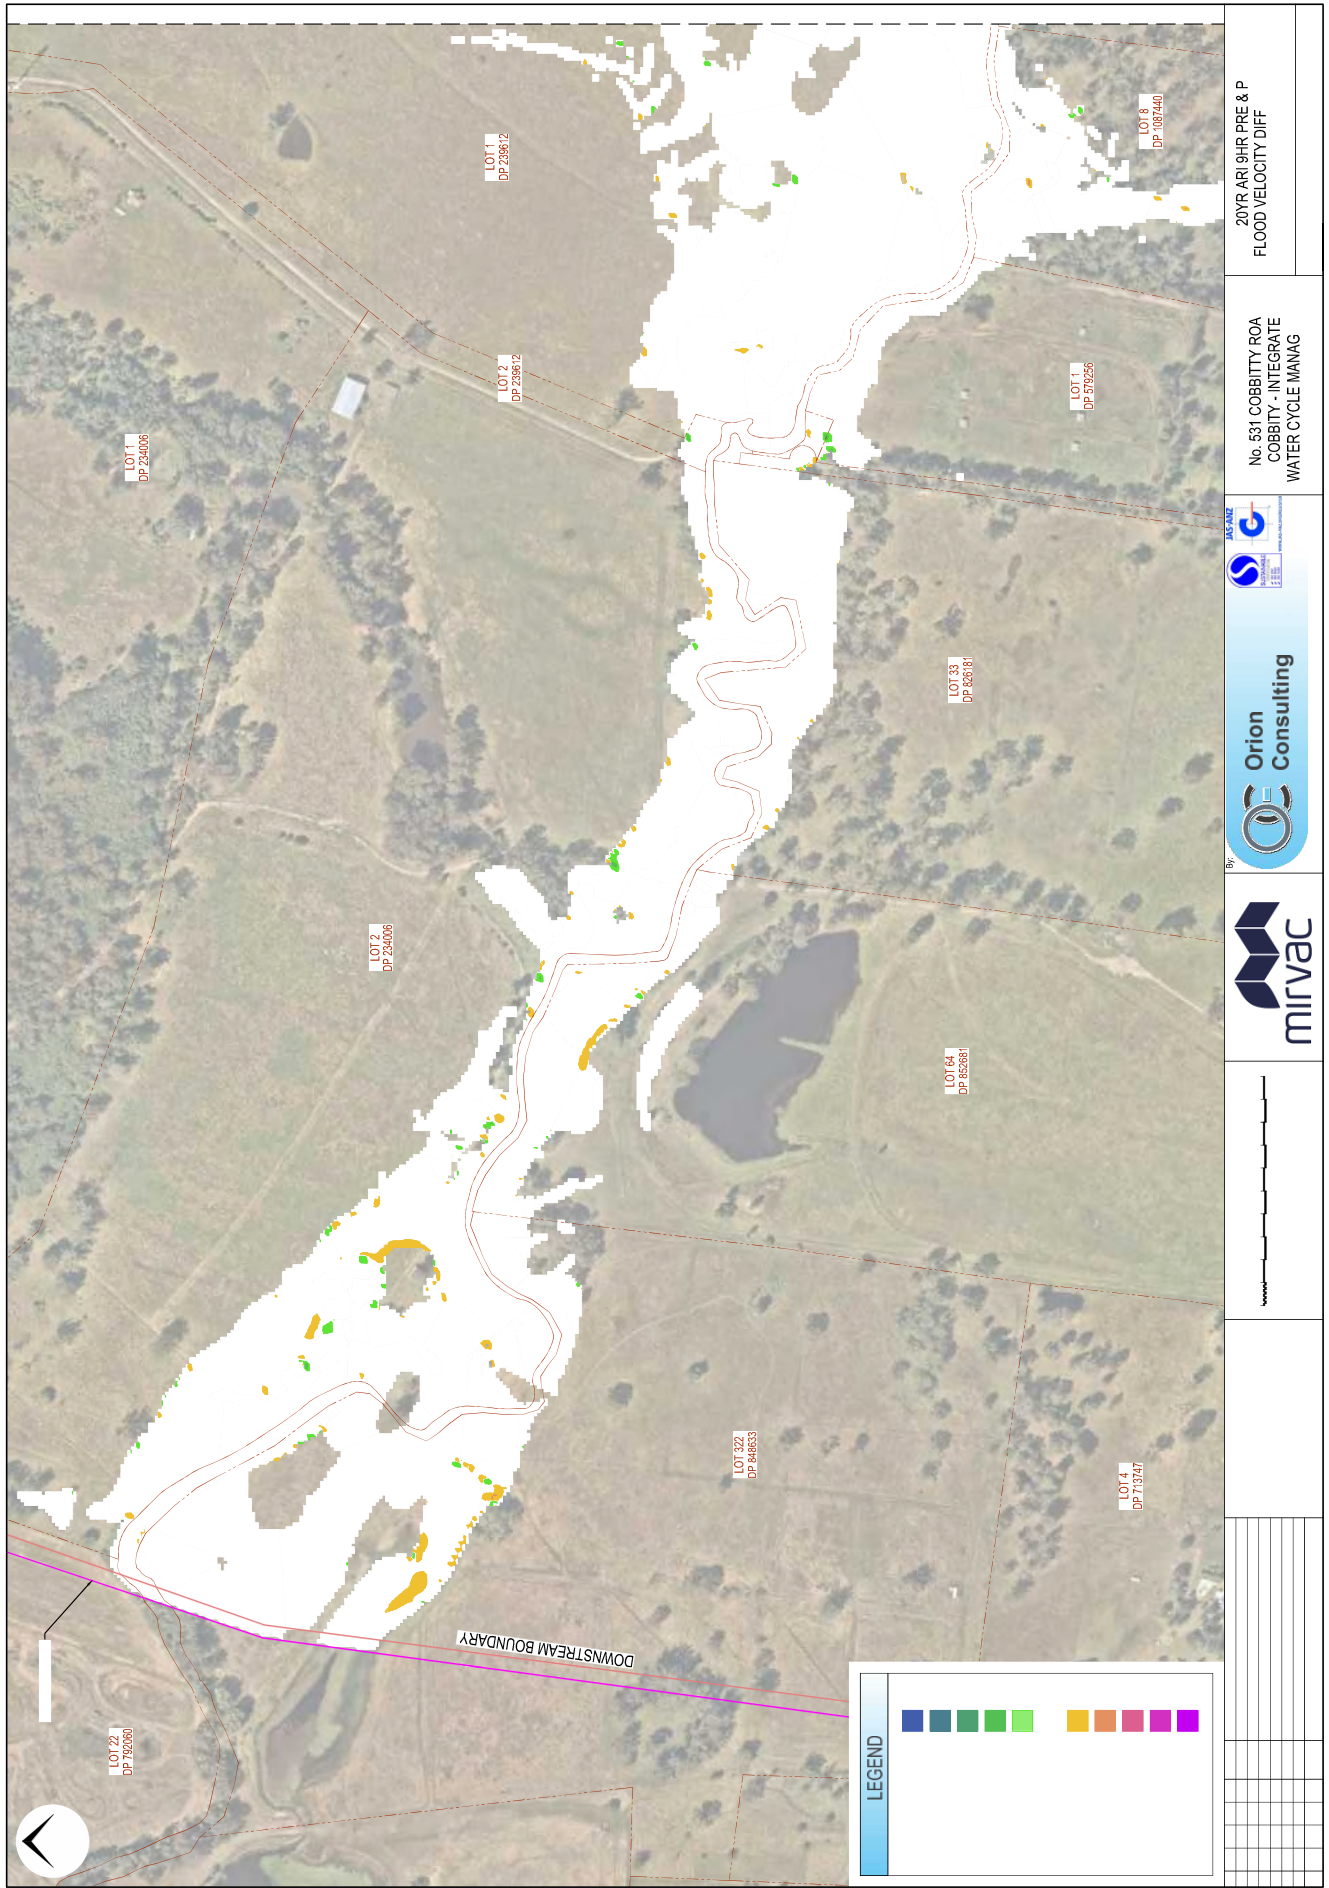 LOT 1
DP 239612
LOT 8
DP 1087440
LOT 2
DP 239612
LOT 1
DP 579256
LOT 1
DP 234006
LOT 33
DP 826181
LOT 2
DP 234006
LOT 64
DP 852681
LOT 322
DP 848633
LOT 4
DP 713747
LOT 22
DP 792060
DOWNSTREAM BOUNDARY
LEGEND
20YR ARI 9HR PRE & P
FLOOD VELOCITY DIFF
No. 531 COBBITTY ROA
COBBITY - INTEGRATE
WATER CYCLE MANAG
JAS-ANZ
By:
Orion
Consulting
mirvac